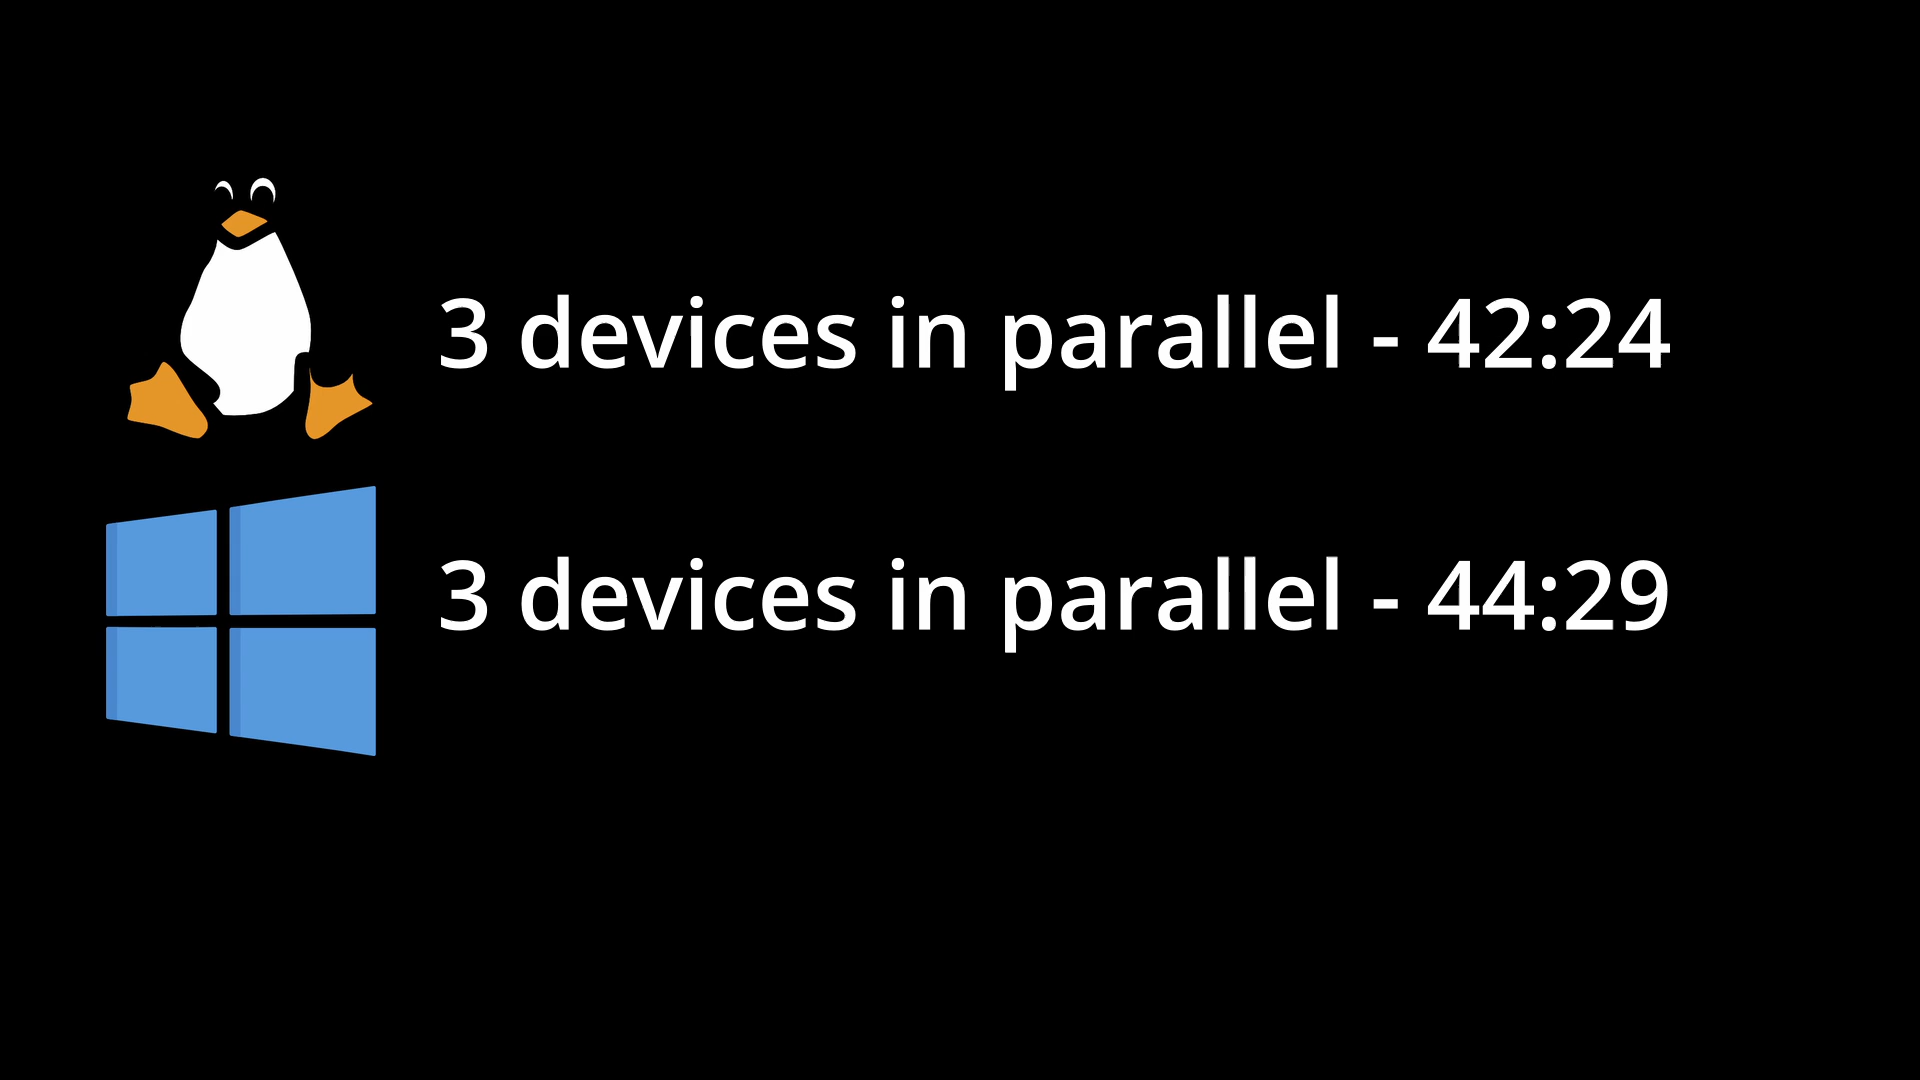 3 devices in parallel - 42:24
3 devices in parallel - 44:29